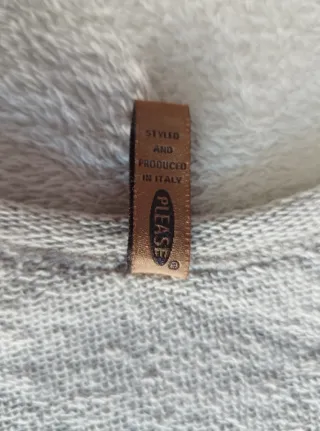 STYLED
AND
PRODUCED
IN ITALY
PLEASE
®